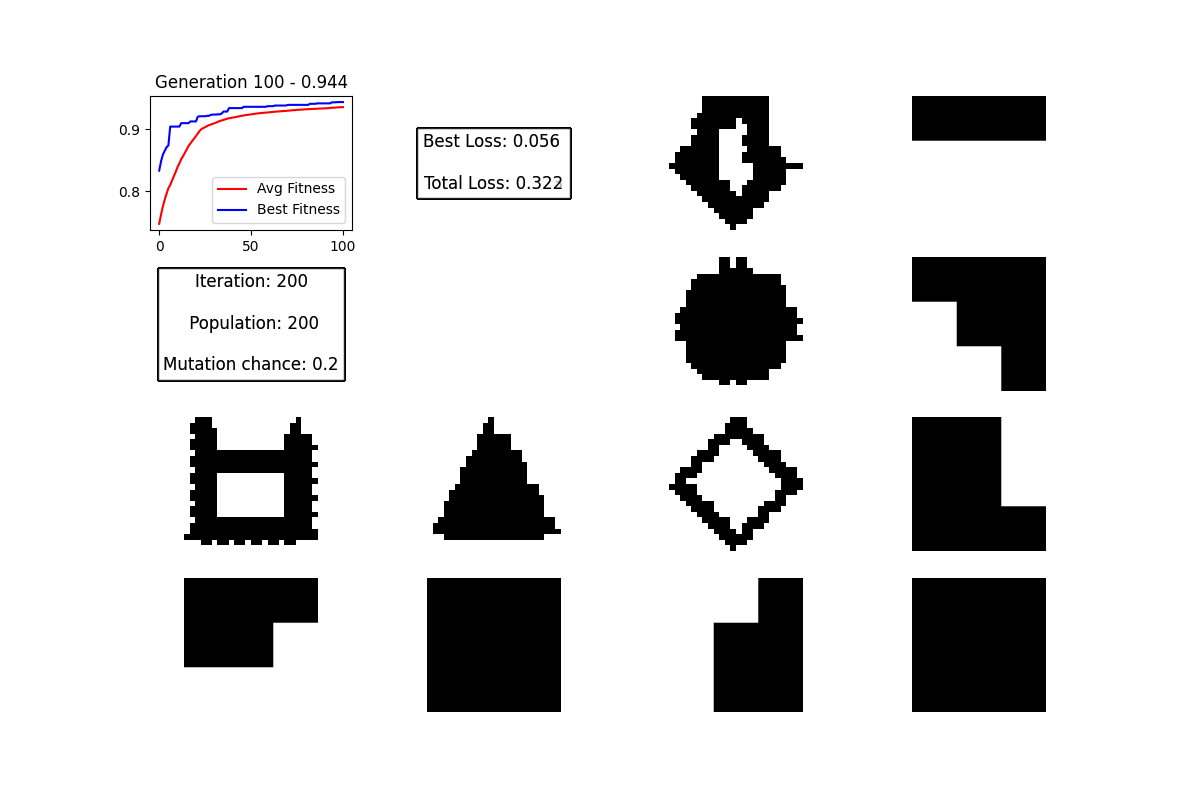 Generation 100 - 0.944
0.9
0.8
Avg Fitness
Best Fitness
0
50
100
Best Loss: 0.056
Total Loss: 0.322
Iteration: 200
Population: 200
Mutation chance: 0.2